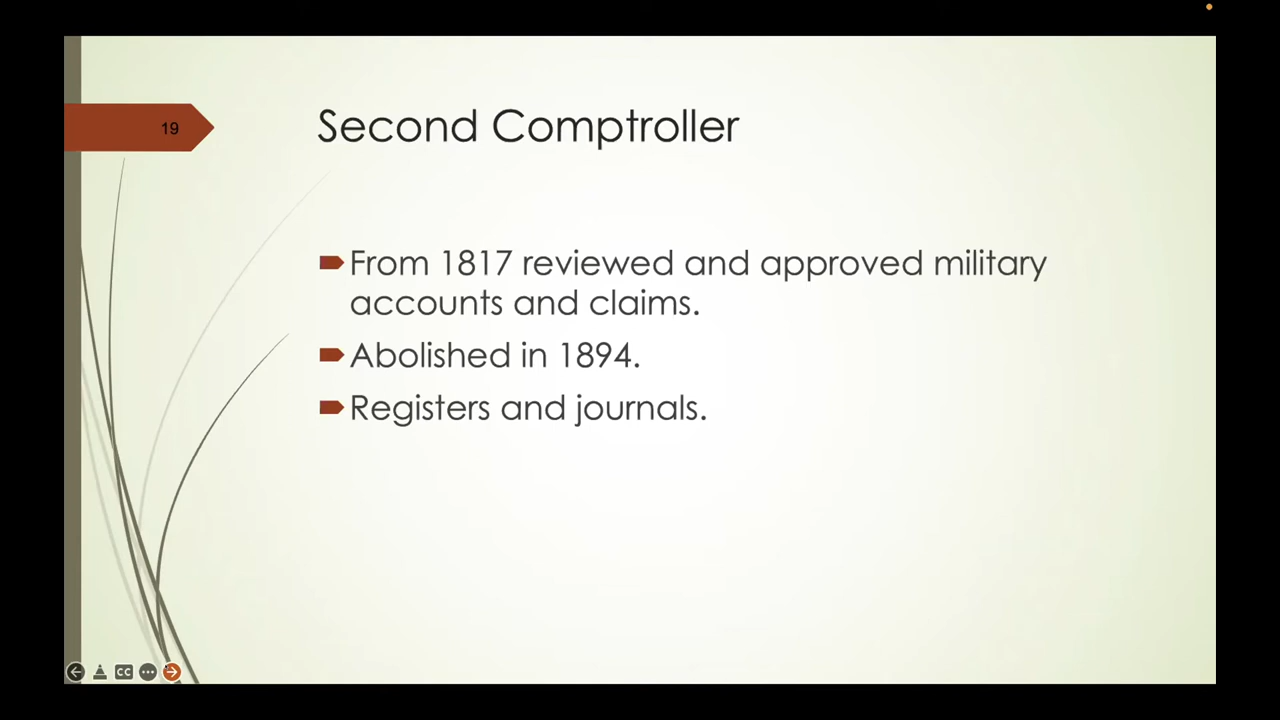 19
Second Comptroller
From 1817 reviewed and approved military
accounts and claims.
Abolished in 1894.
Registers and journals.
CC